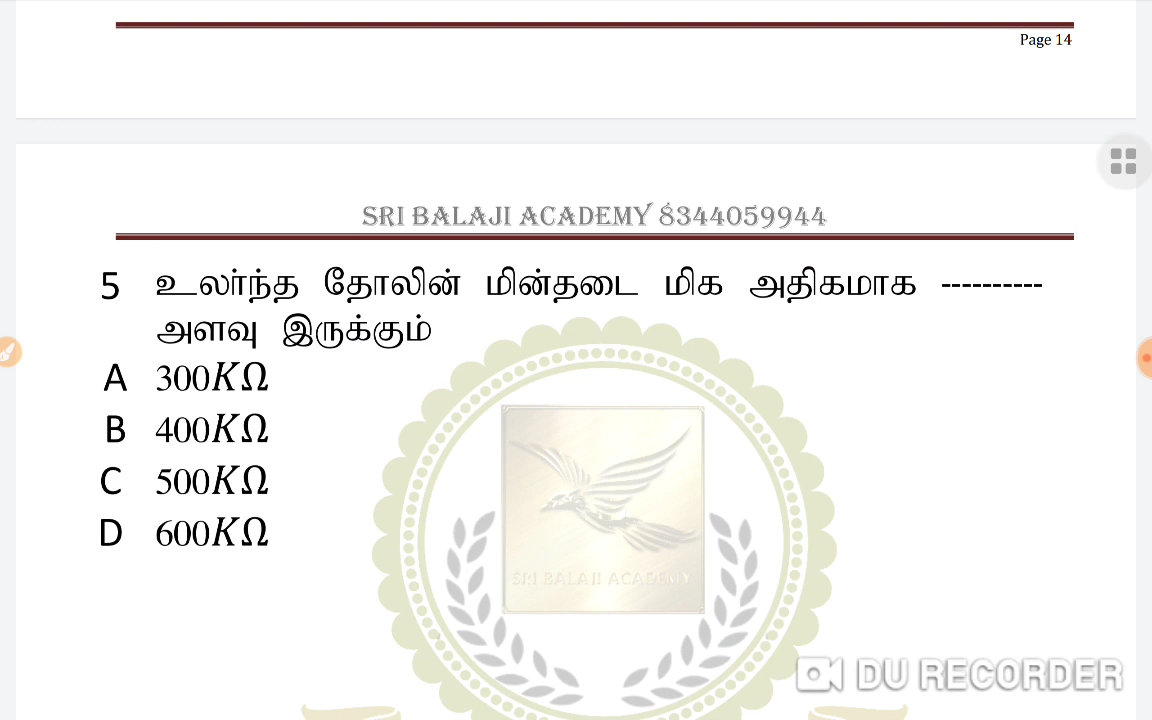 Page 14
SRI BALAJI ACADEMY 8344059944
5 உலர்ந்த தோலின் மின்தடை மிக அதிகமாக ----------
அளவு இருக்கும்
A 300KΩ
B 400KΩ
C 500KΩ
D 600KΩ
SRI BALAJI ACADEMY
DU RECORDER